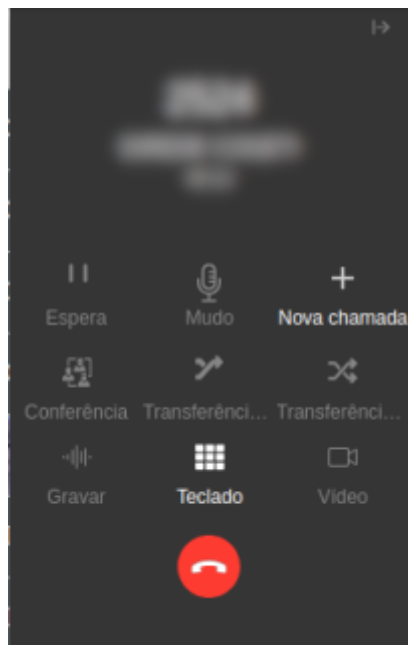 Espera Mudo Nova chamada
Conferência Transferênci... Transferênci...
Gravar Teclado Vídeo